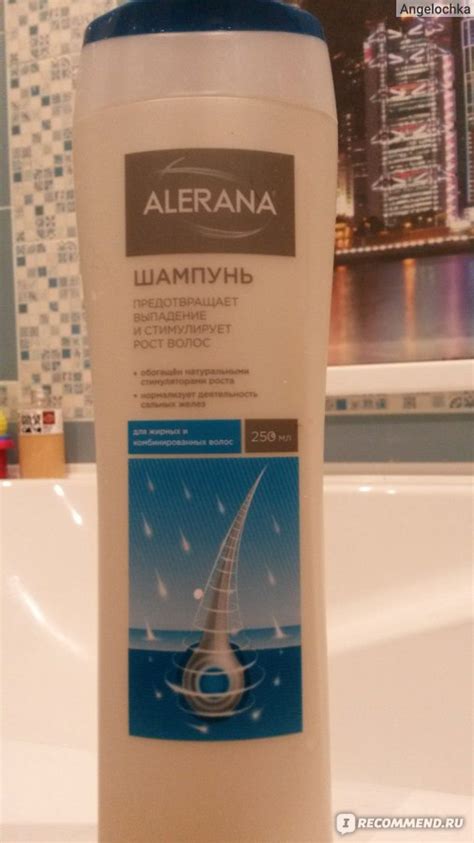 Angelochka
ALERANA®
ШАМПУНЬ
ПРЕДОТВРАЩАЕТ
ВЫПАДЕНИЕ
И СТИМУЛИРУЕТ
РОСТ ВОЛОС
• обогащён натуральными
стимуляторами роста
• нормализует деятельность
сальных желез
для жирных и
комбинированных волос
250 мл
I RECOMMEND.RU